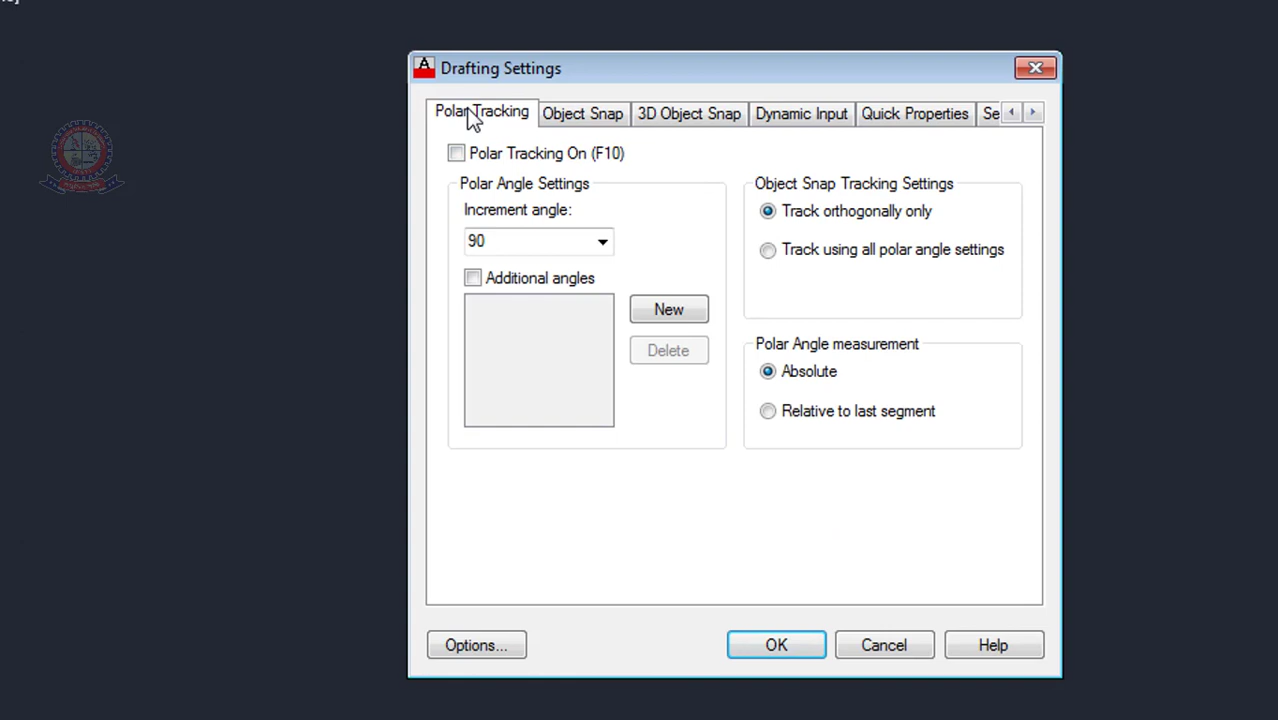 A Drafting Settings
Polar Tracking Object Snap 3D Object Snap Dynamic Input Quick Properties Se
Polar Tracking On (F10)
Polar Angle Settings
Increment angle:
90
Additional angles
New
Delete
Object Snap Tracking Settings
Track orthogonally only
Track using all polar angle settings
Polar Angle measurement
Absolute
Relative to last segment
Options... OK Cancel Help